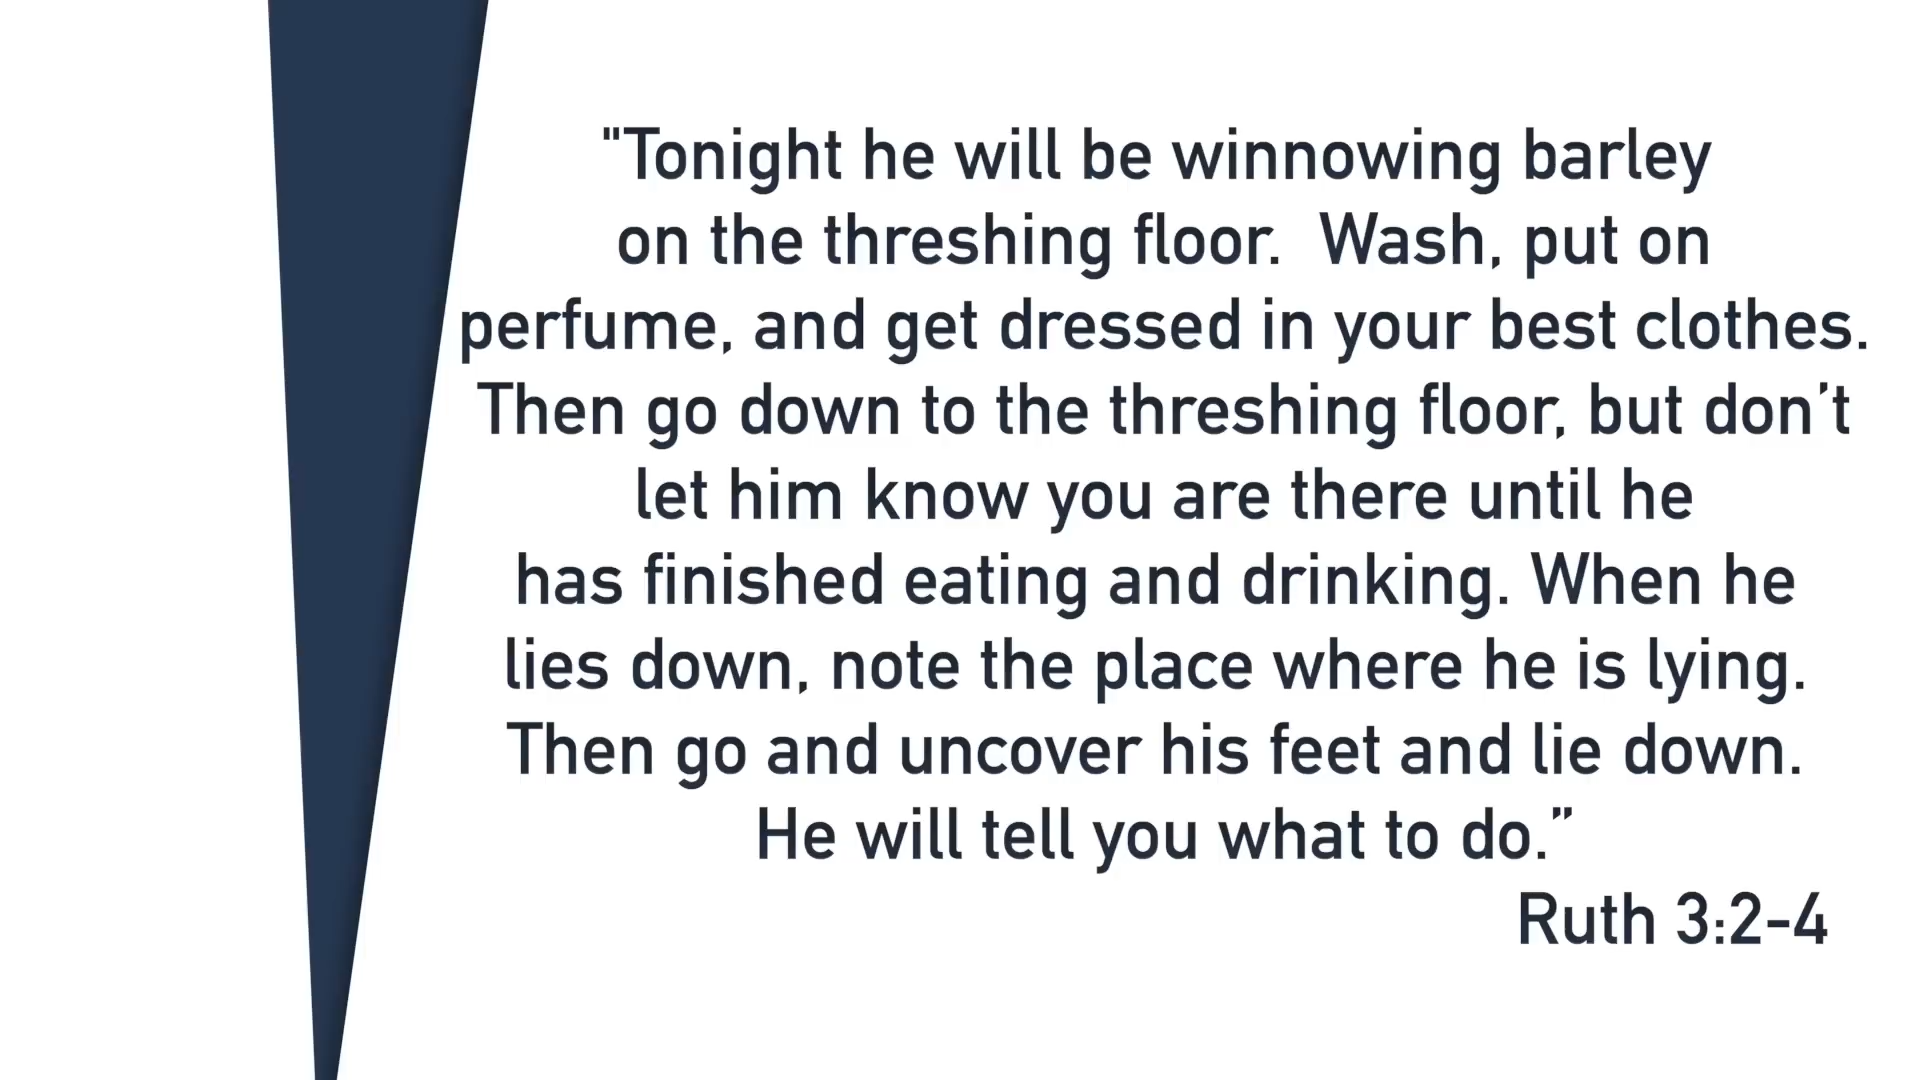 "Tonight he will be winnowing barley
on the threshing floor.  Wash, put on
perfume, and get dressed in your best clothes.
Then go down to the threshing floor, but don’t
let him know you are there until he
has finished eating and drinking. When he
lies down, note the place where he is lying.
Then go and uncover his feet and lie down.
He will tell you what to do.”
Ruth 3:2-4